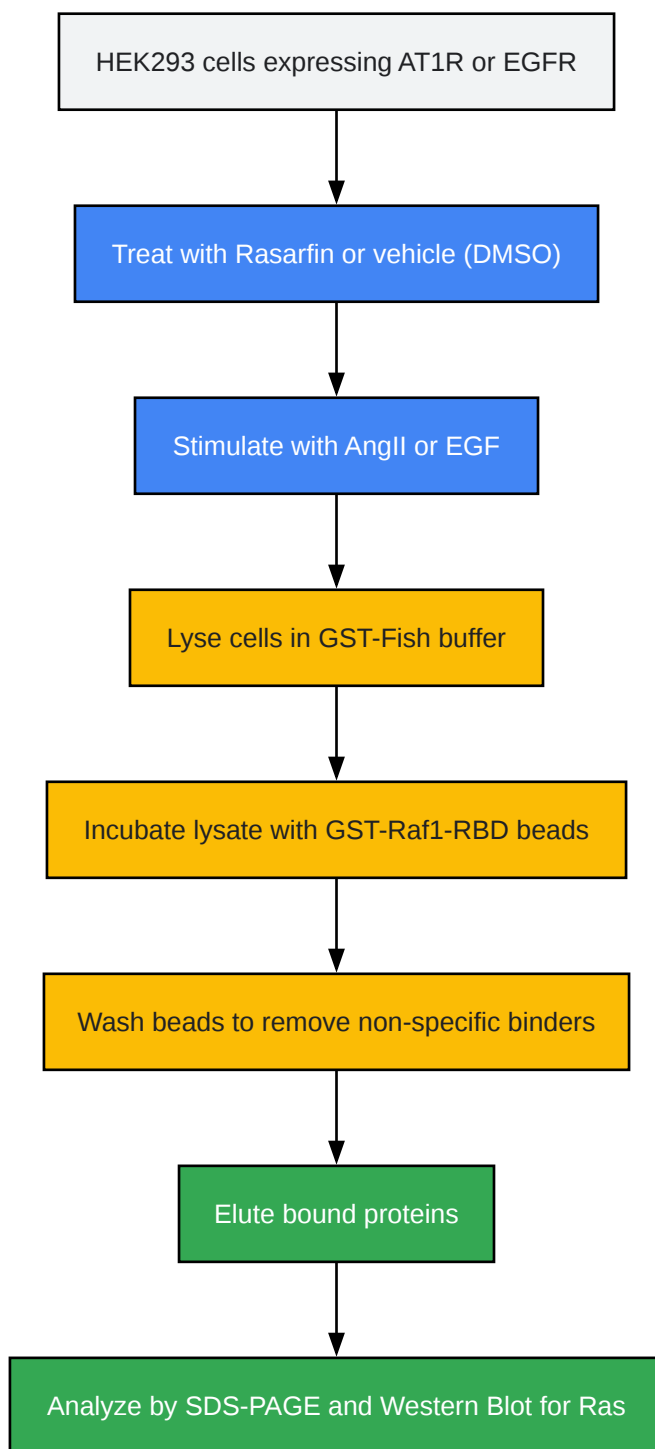 HEK293 cells expressing AT1R or EGFR
Treat with Rasarfin or vehicle (DMSO)
Stimulate with AngII or EGF
Lyse cells in GST-Fish buffer
Incubate lysate with GST-Raf1-RBD beads
Wash beads to remove non-specific binders
Elute bound proteins
Analyze by SDS-PAGE and Western Blot for Ras